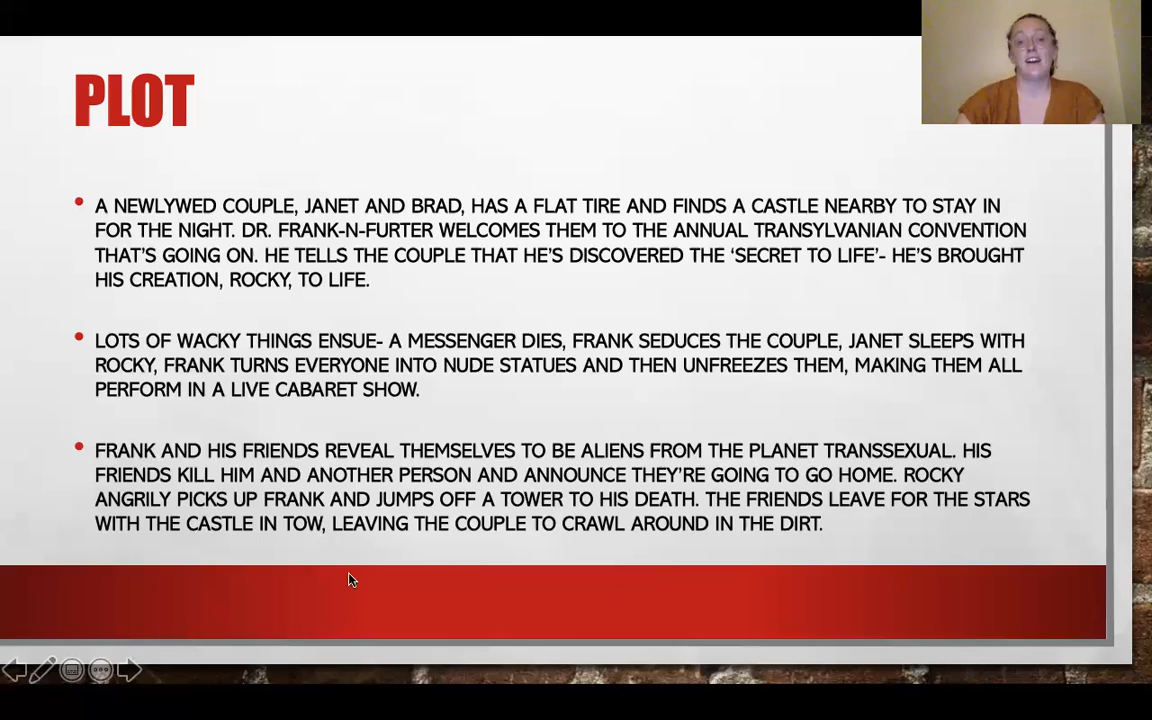 PLOT
A NEWLYWED COUPLE, JANET AND BRAD, HAS A FLAT TIRE AND FINDS A CASTLE NEARBY TO STAY IN
FOR THE NIGHT. DR. FRANK-N-FURTER WELCOMES THEM TO THE ANNUAL TRANSYLVANIAN CONVENTION
THAT'S GOING ON. HE TELLS THE COUPLE THAT HE'S DISCOVERED THE ‘SECRET TO LIFE’- HE'S BROUGHT
HIS CREATION, ROCKY, TO LIFE.
LOTS OF WACKY THINGS ENSUE- A MESSENGER DIES, FRANK SEDUCES THE COUPLE, JANET SLEEPS WITH
ROCKY, FRANK TURNS EVERYONE INTO NUDE STATUES AND THEN UNFREEZES THEM, MAKING THEM ALL
PERFORM IN A LIVE CABARET SHOW.
FRANK AND HIS FRIENDS REVEAL THEMSELVES TO BE ALIENS FROM THE PLANET TRANSSEXUAL. HIS
FRIENDS KILL HIM AND ANOTHER PERSON AND ANNOUNCE THEY'RE GOING TO GO HOME. ROCKY
ANGRILY PICKS UP FRANK AND JUMPS OFF A TOWER TO HIS DEATH. THE FRIENDS LEAVE FOR THE STARS
WITH THE CASTLE IN TOW, LEAVING THE COUPLE TO CRAWL AROUND IN THE DIRT.